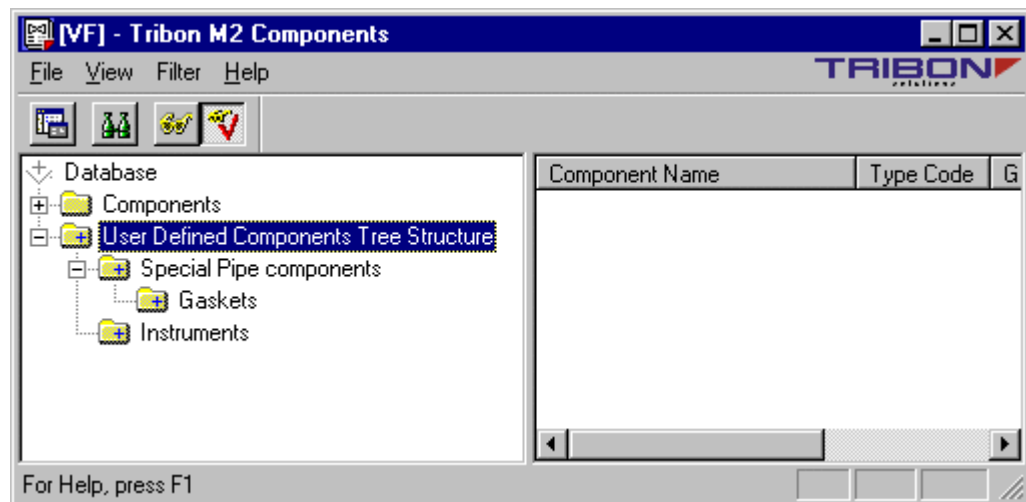 [VF] - Tribon M2 Components
File View Filter Help
TRIBON
solutions
Database
Components
User Defined Components Tree Structure
Special Pipe components
Gaskets
Instruments
Component Name Type Code G
For Help, press F1